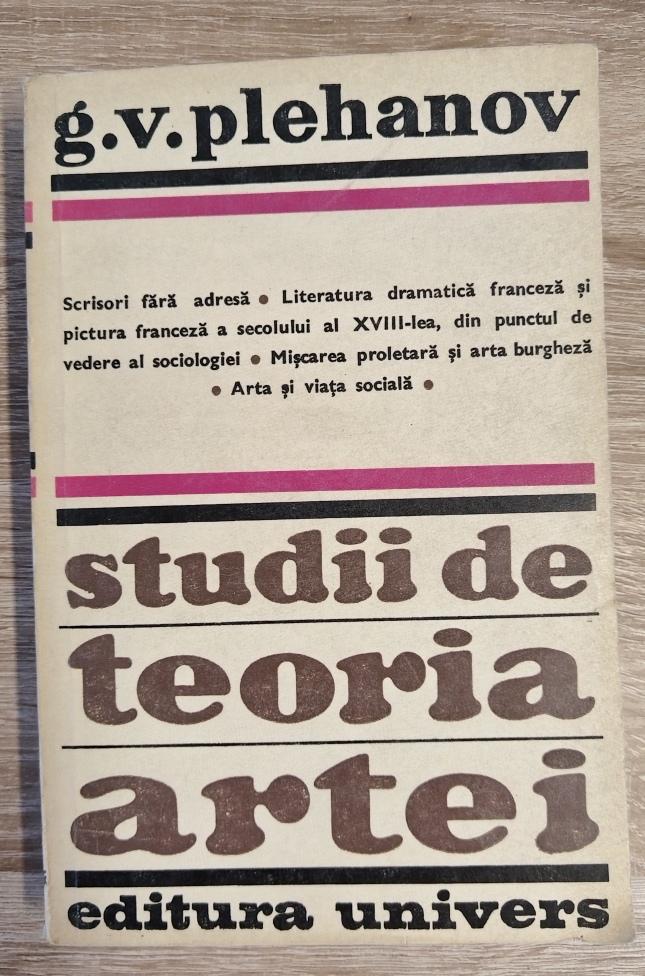 g.v.plehanov
Scrisori fără adresă • Literatura dramatică franceză și
pictura franceză a secolului al XVIII-lea, din punctul de
vedere al sociologiei • Mișcarea proletară și arta burgheză
• Arta și viața socială •
studii de
teoria
artei
editura univers